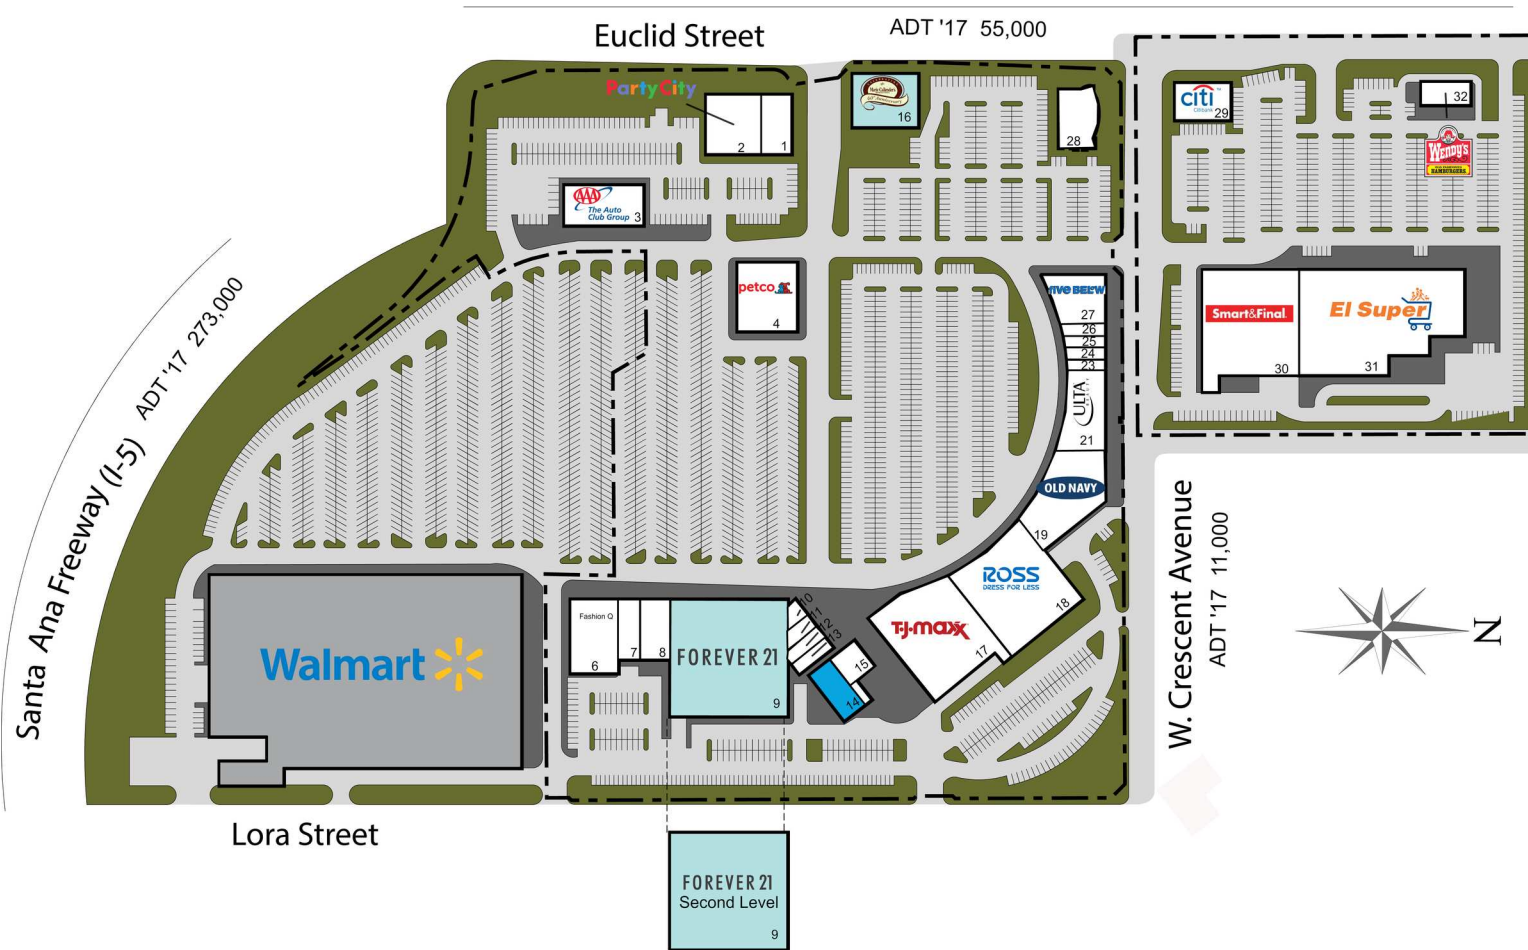 Euclid Street
ADT '17 55,000
PartyCity
2
1
16
28
citi
Citibank
29
32
WENDY'S
HAMBURGERS
AAA
The Auto
Club Group
3
petco
4
FIVE BELOW
27
26
25
24
23
ULTA
21
OLD NAVY
19
Smart&Final.
30
El Super
31
Santa Ana Freeway (I-5)
ADT '17 273,000
W. Crescent Avenue
ADT '17 11,000
N
Walmart
Fashion Q
6
7
8
FOREVER 21
9
10
11
12
13
14
15
T·J·maxx
17
ROSS
DRESS FOR LESS
18
Lora Street
FOREVER 21
Second Level
9